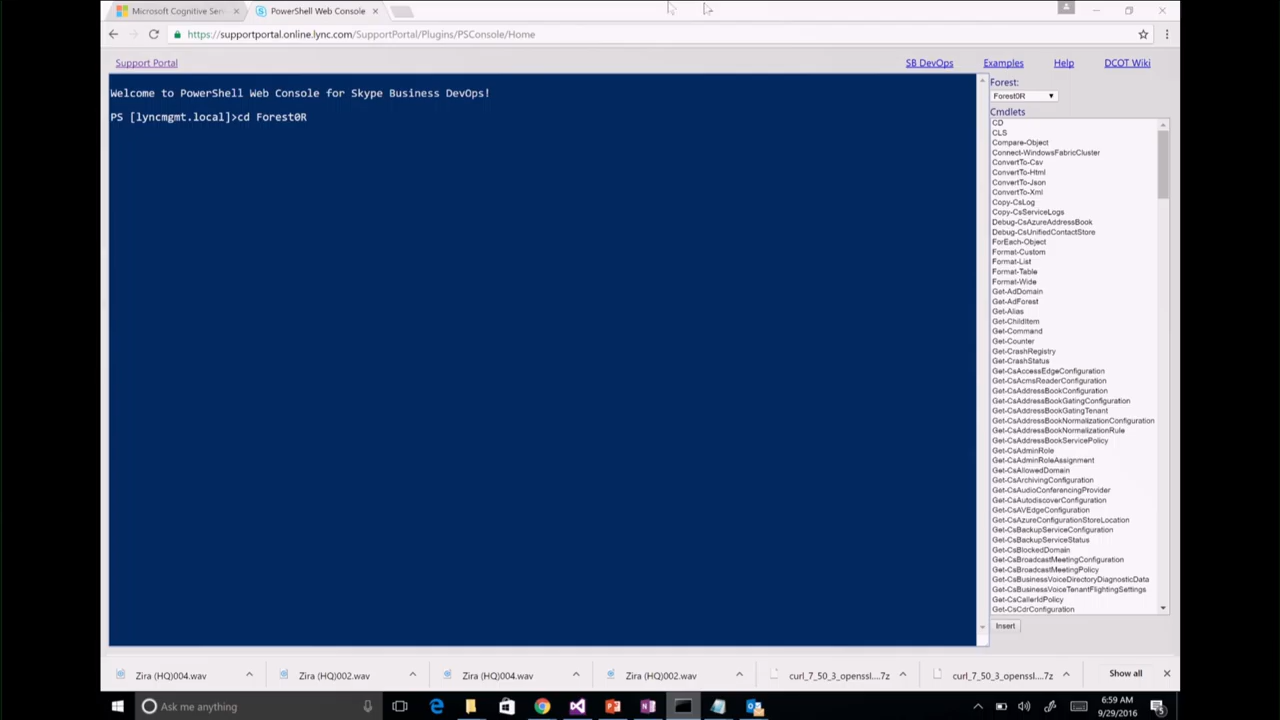 Microsoft Cognitive Ser
PowerShell Web Console
https://supportportal.online.lync.com/SupportPortal/Plugins/PSConsole/Home
Support Portal
SB DevOps
Examples
Help
DCOT Wiki
Welcome to PowerShell Web Console for Skype Business DevOps!
PS [lyncmgmt.local]>cd Forest0R
Forest:
Forest0R
Cmdlets
CD
CLS
Compare-Object
Connect-WindowsFabricCluster
ConvertTo-Csv
ConvertTo-Html
ConvertTo-Json
ConvertTo-Xml
Copy-CsLog
Copy-CsServiceLogs
Debug-CsAzureAddressBook
Debug-CsUnifiedContactStore
ForEach-Object
Format-Custom
Format-List
Format-Table
Format-Wide
Get-AdDomain
Get-AdForest
Get-Alias
Get-ChildItem
Get-Command
Get-Counter
Get-CrashRegistry
Get-CrashStatus
Get-CsAccessEdgeConfiguration
Get-CsAcmsReaderConfiguration
Get-CsAddressBookConfiguration
Get-CsAddressBookGatingConfiguration
Get-CsAddressBookGatingTenant
Get-CsAddressBookNormalizationConfiguration
Get-CsAddressBookNormalizationRule
Get-CsAddressBookServicePolicy
Get-CsAdminRole
Get-CsAdminRoleAssignment
Get-CsAllowedDomain
Get-CsArchivingConfiguration
Get-CsAudioConferencingProvider
Get-CsAutodiscoverConfiguration
Get-CsAVEdgeConfiguration
Get-CsAzureConfigurationStoreLocation
Get-CsBackupServiceConfiguration
Get-CsBackupServiceStatus
Get-CsBlockedDomain
Get-CsBroadcastMeetingConfiguration
Get-CsBroadcastMeetingPolicy
Get-CsBusinessVoiceDirectoryDiagnosticData
Get-CsBusinessVoiceTenantFlightingSettings
Get-CsCallerIdPolicy
Get-CsCdrConfiguration
Insert
Zira (HQ)004.wav
Zira (HQ)002.wav
Zira (HQ)004.wav
Zira (HQ)002.wav
curl_7_50_3_openssl....7z
curl_7_50_3_openssl....7z
Show all
Ask me anything
6:59 AM
9/29/2016
5